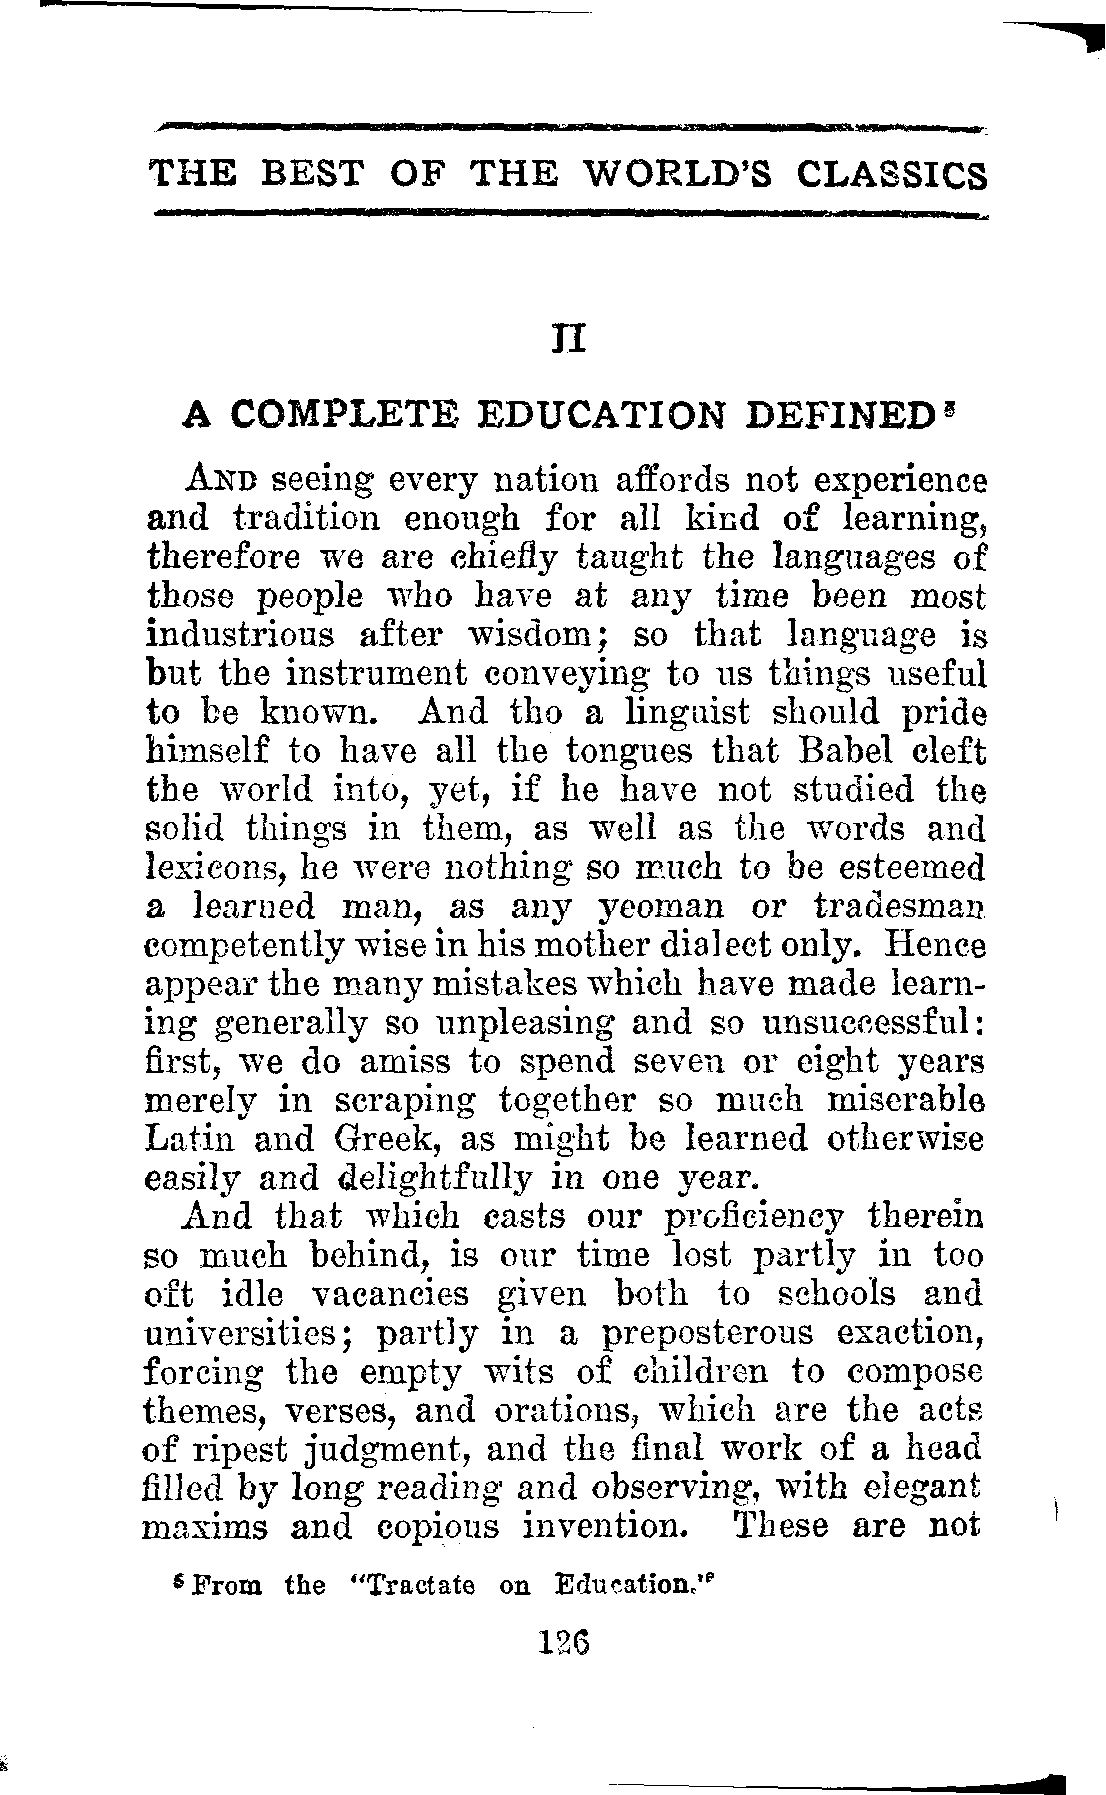 THE BEST OF THE WORLD'S CLASSICS
II
A COMPLETE EDUCATION DEFINED⁵
AND seeing every nation affords not experience
and tradition enough for all kind of learning,
therefore we are chiefly taught the languages of
those people who have at any time been most
industrious after wisdom; so that language is
but the instrument conveying to us things useful
to be known. And tho a linguist should pride
himself to have all the tongues that Babel cleft
the world into, yet, if he have not studied the
solid things in them, as well as the words and
lexicons, he were nothing so much to be esteemed
a learned man, as any yeoman or tradesman
competently wise in his mother dialect only. Hence
appear the many mistakes which have made learn-
ing generally so unpleasing and so unsuccessful:
first, we do amiss to spend seven or eight years
merely in scraping together so much miserable
Latin and Greek, as might be learned otherwise
easily and delightfully in one year.
And that which casts our proficiency therein
so much behind, is our time lost partly in too
oft idle vacancies given both to schools and
universities; partly in a preposterous exaction,
forcing the empty wits of children to compose
themes, verses, and orations, which are the acts
of ripest judgment, and the final work of a head
filled by long reading and observing, with elegant
maxims and copious invention. These are not
⁵ From the "Tractate on Education."
126